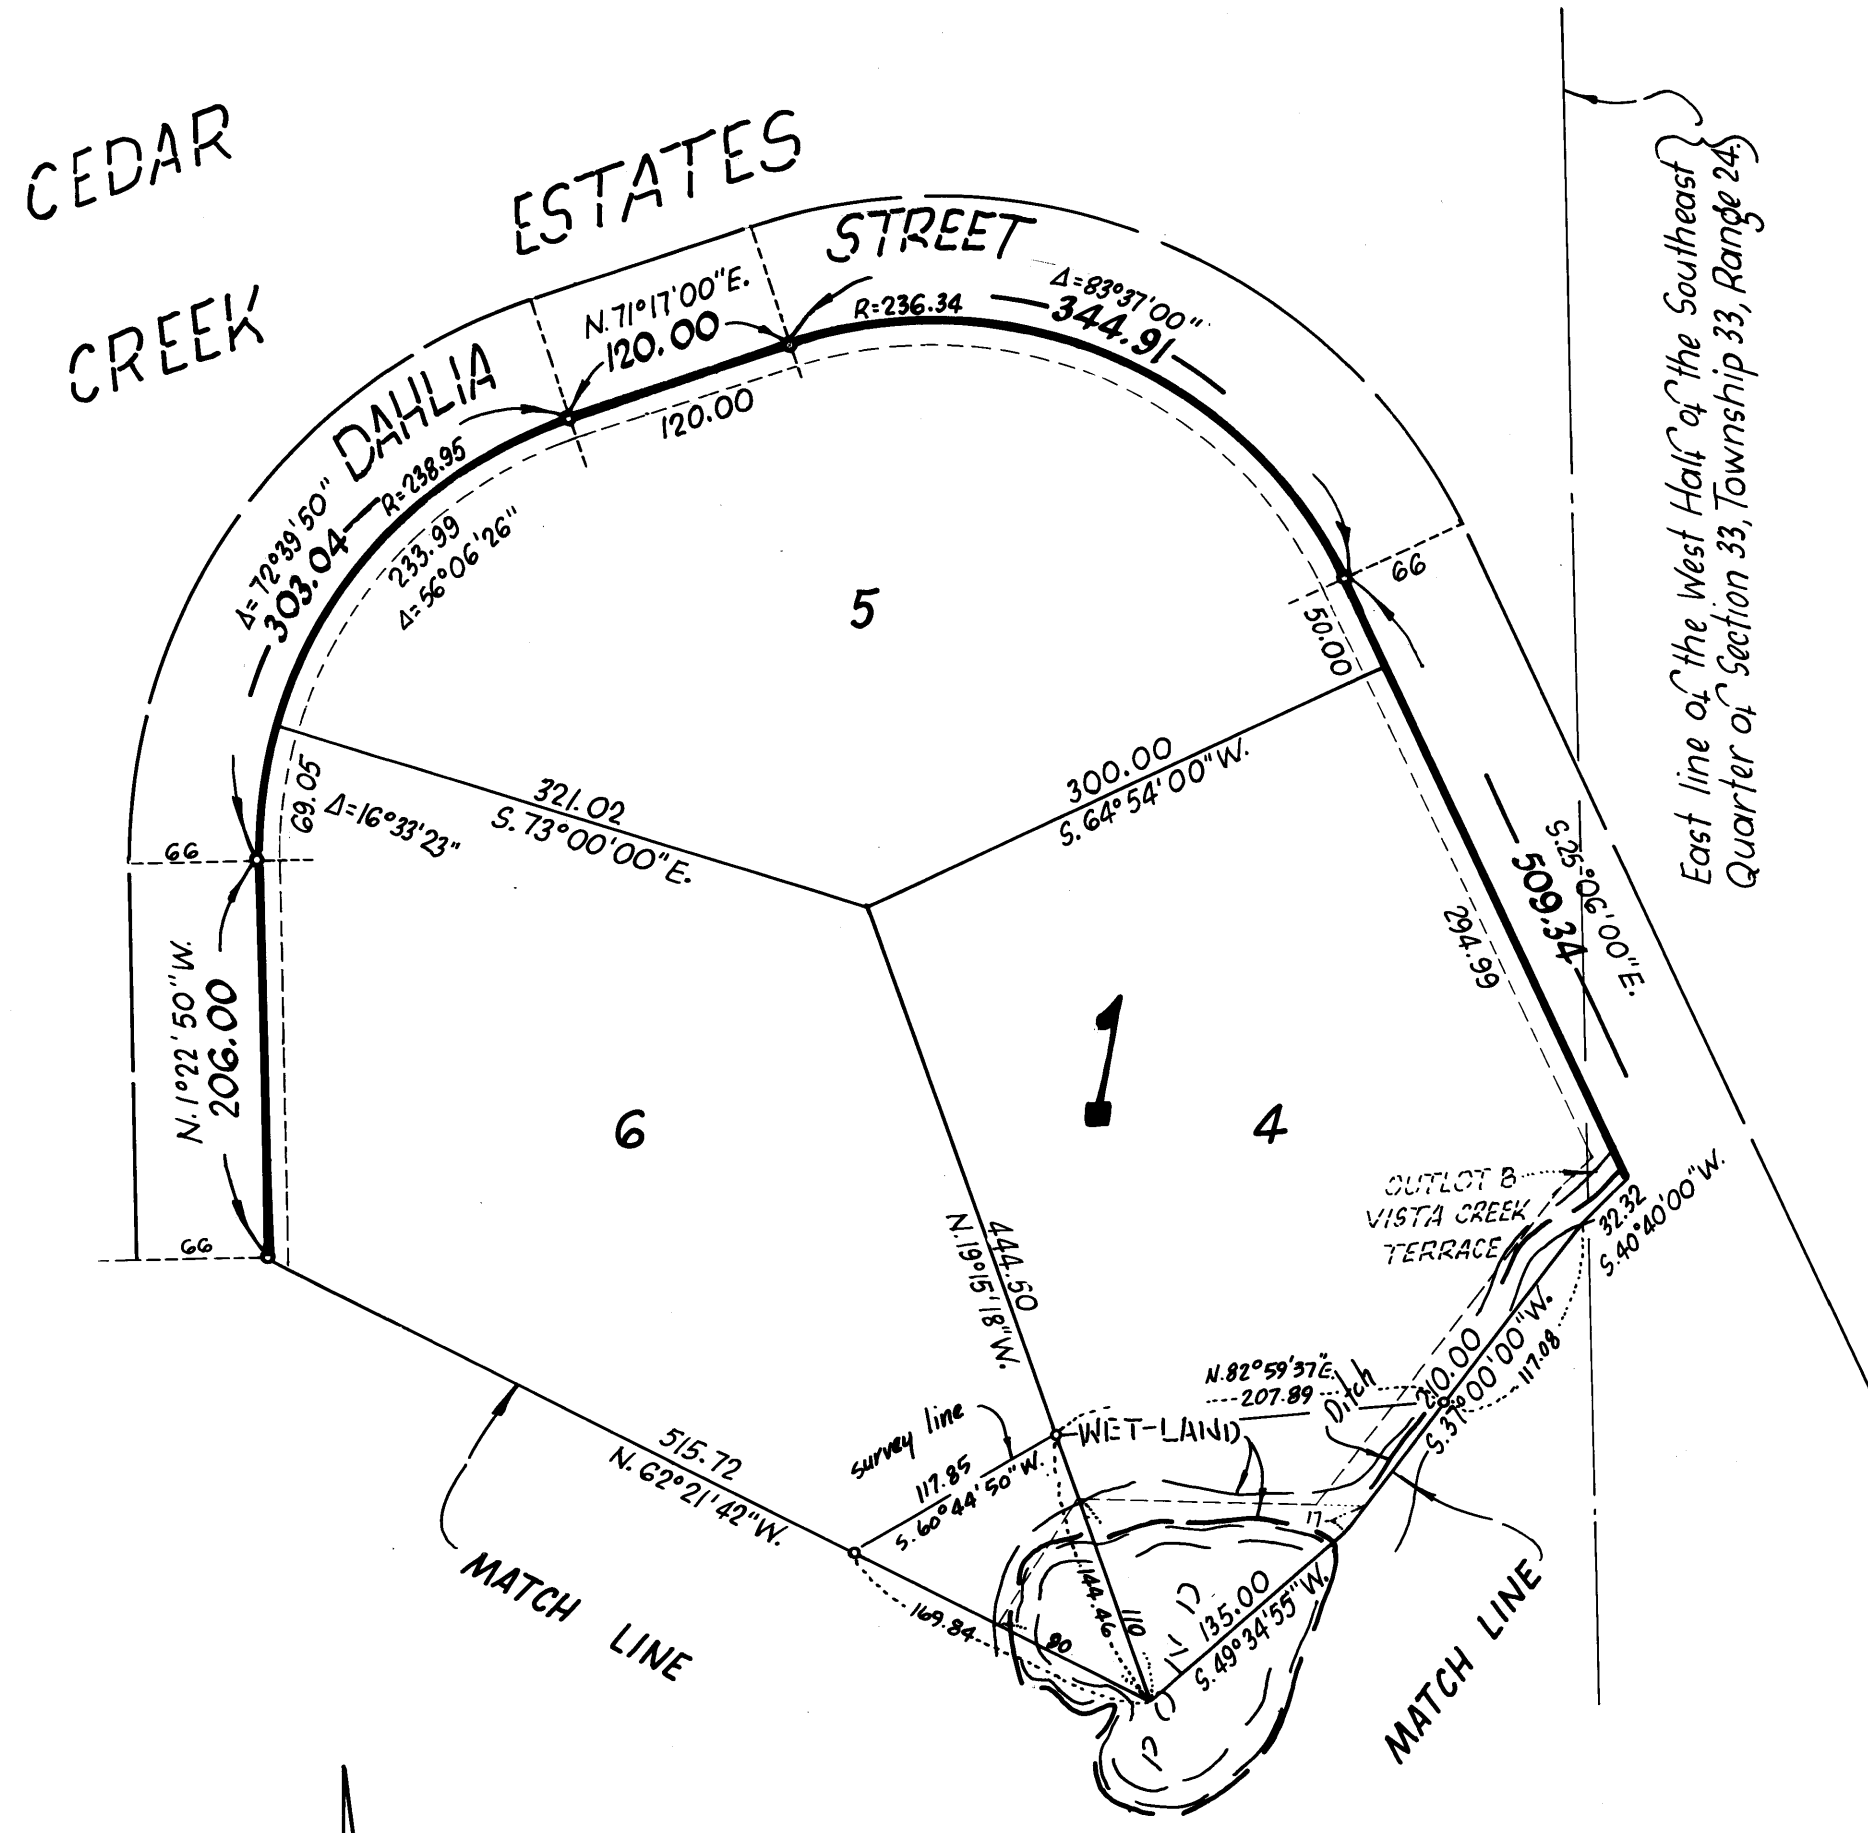 CEDAR
CREEK
ESTATES
DAHLIA
STREET
N.71°17'00"E.
120.00
120.00
R=236.34
Δ=83°37'00"
344.91
Δ=72°39'50"
303.04
R=238.95
233.99
Δ=56°06'26"
5
66
50.00
East line of the West Half of the Southeast
Quarter of Section 33, Township 33, Range 24.
69.05
Δ=16°33'23"
321.02
S.73°00'00"E.
300.00
S.64°54'00"W.
66
N.1°22'50"W.
206.00
66
S.25°06'00"E.
509.34
294.99
1
6
4
OUTLOT B
VISTA CREEK
TERRACE
32.32
S.40°40'00"W.
444.50
N.19°15'18"W.
N.82°59'37"E.
207.89
Ditch
210.00
S.37°00'00"W.
117.08
survey line
117.85
S.60°44'50"W.
WET-LAND
515.72
N.62°21'42"W.
17
169.84
90
144.46
110
135.00
S.49°34'55"W.
MATCH LINE
MATCH LINE